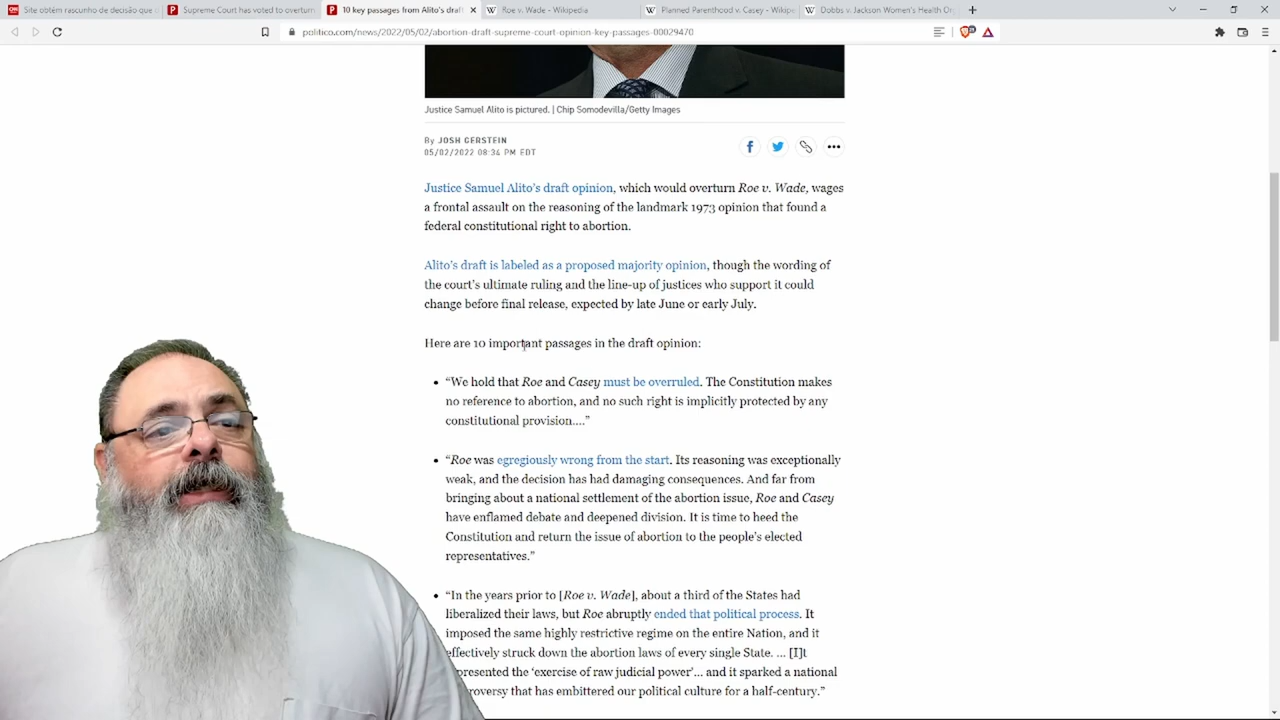 Site obtém rascunho de decisão que
Supreme Court has voted to overturn
10 key passages from Alito's draft
Roe v. Wade - Wikipedia
Planned Parenthood v. Casey - Wikipe
Dobbs v. Jackson Women's Health Or
politico.com/news/2022/05/02/abortion-draft-supreme-court-opinion-key-passages-00029470
Justice Samuel Alito is pictured. | Chip Somodevilla/Getty Images
By JOSH GERSTEIN
05/02/2022 08:34 PM EDT
Justice Samuel Alito's draft opinion, which would overturn Roe v. Wade, wages
a frontal assault on the reasoning of the landmark 1973 opinion that found a
federal constitutional right to abortion.
Alito's draft is labeled as a proposed majority opinion, though the wording of
the court's ultimate ruling and the line-up of justices who support it could
change before final release, expected by late June or early July.
Here are 10 important passages in the draft opinion:
• “We hold that Roe and Casey must be overruled. The Constitution makes
no reference to abortion, and no such right is implicitly protected by any
constitutional provision....”
• “Roe was egregiously wrong from the start. Its reasoning was exceptionally
weak, and the decision has had damaging consequences. And far from
bringing about a national settlement of the abortion issue, Roe and Casey
have enflamed debate and deepened division. It is time to heed the
Constitution and return the issue of abortion to the people's elected
representatives.”
• “In the years prior to [Roe v. Wade], about a third of the States had
liberalized their laws, but Roe abruptly ended that political process. It
imposed the same highly restrictive regime on the entire Nation, and it
effectively struck down the abortion laws of every single State. ... [I]t
presented the ‘exercise of raw judicial power’... and it sparked a national
roversy that has embittered our political culture for a half-century.”